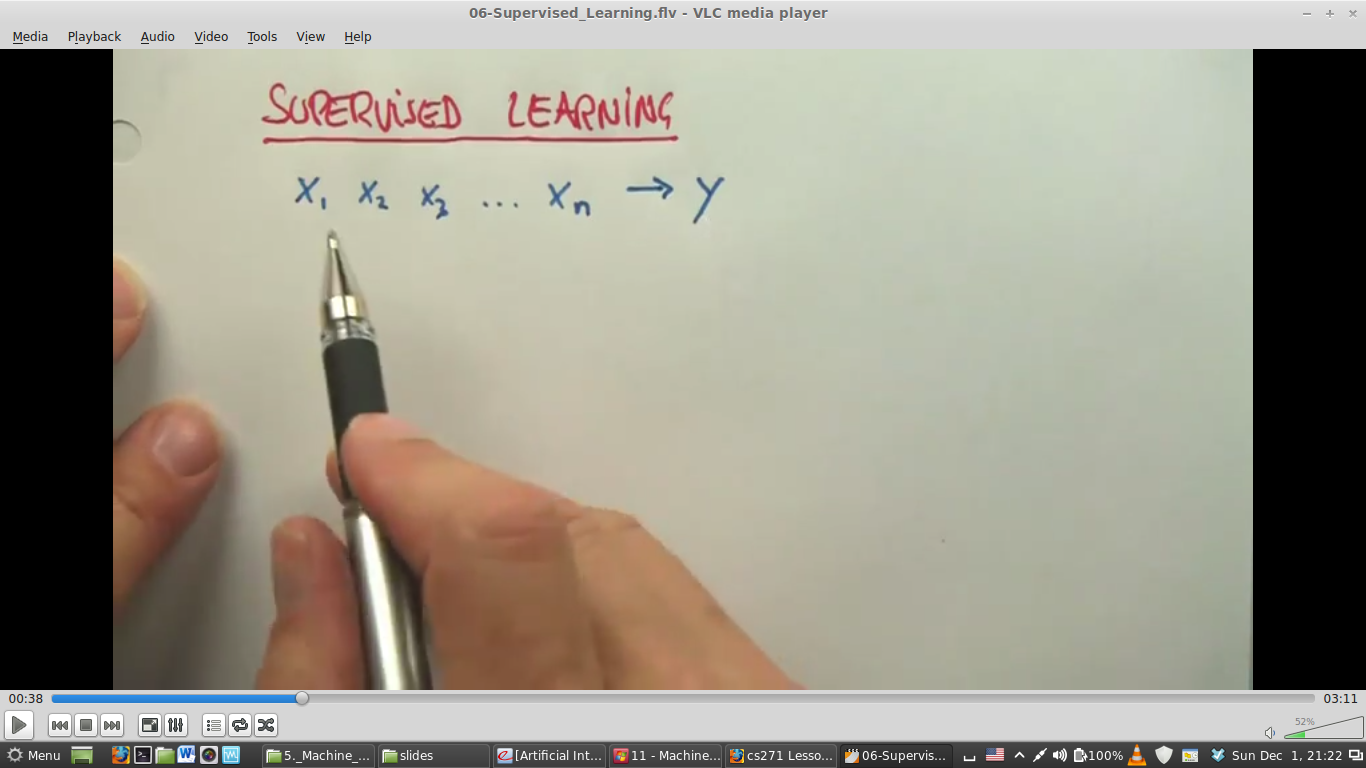 06-Supervised_Learning.flv - VLC media player
Media Playback Audio Video Tools View Help
SUPERVISED LEARNING
X₁ X₂ X₃ ... Xₙ → Y
00:38 03:11
52%
Menu 5._Machine_... slides [Artificial Int... 11 - Machine... cs271 Lesso... 06-Supervis... 100% Sun Dec 1, 21:22